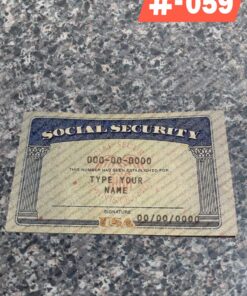 #-059
SOCIAL SECURITY
000-00-0000
THIS NUMBER HAS BEEN ESTABLISHED FOR
TYPE YOUR
NAME
SIGNATURE
00/00/0000